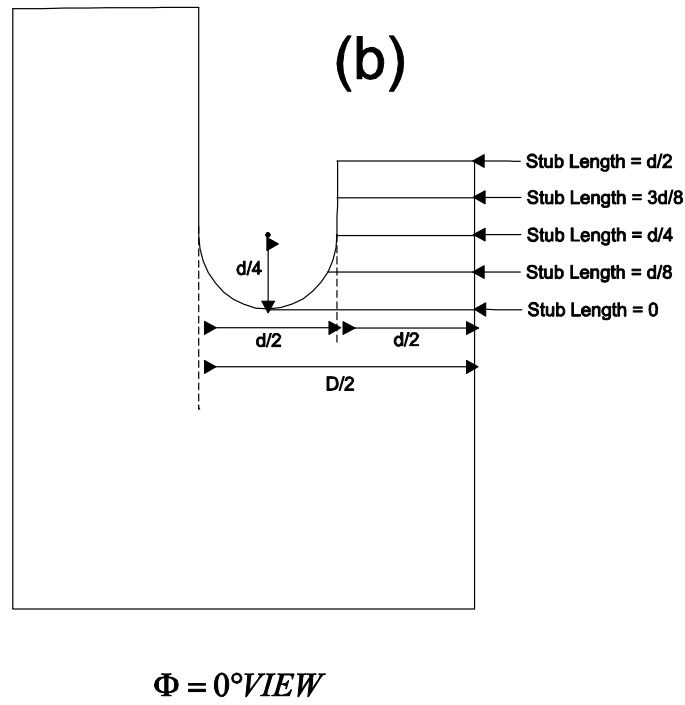 (b)
Stub Length = d/2
Stub Length = 3d/8
Stub Length = d/4
d/4
Stub Length = d/8
Stub Length = 0
d/2 d/2
D/2
Φ = 0°VIEW